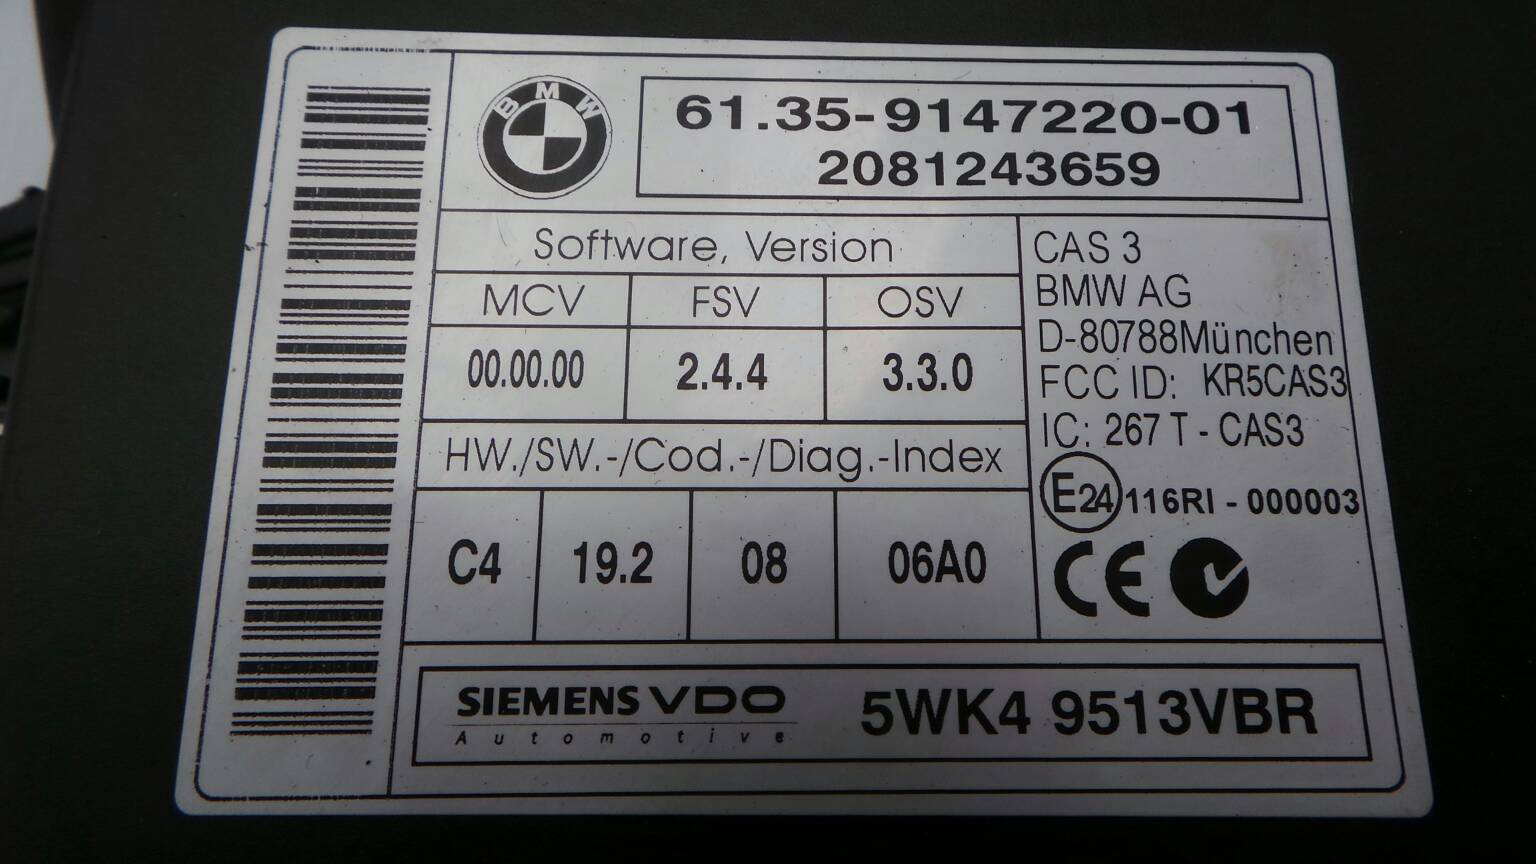 BMW
61.35-9147220-01
2081243659
Software, Version
MCV FSV OSV
00.00.00 2.4.4 3.3.0
HW./SW.-/Cod.-/Diag.-Index
C4 19.2 08 06A0
CAS 3
BMW AG
D-80788München
FCC ID: KR5CAS3
IC: 267 T - CAS3
E24 116RI - 000003
CE
SIEMENS VDO
Automotive
5WK4 9513VBR